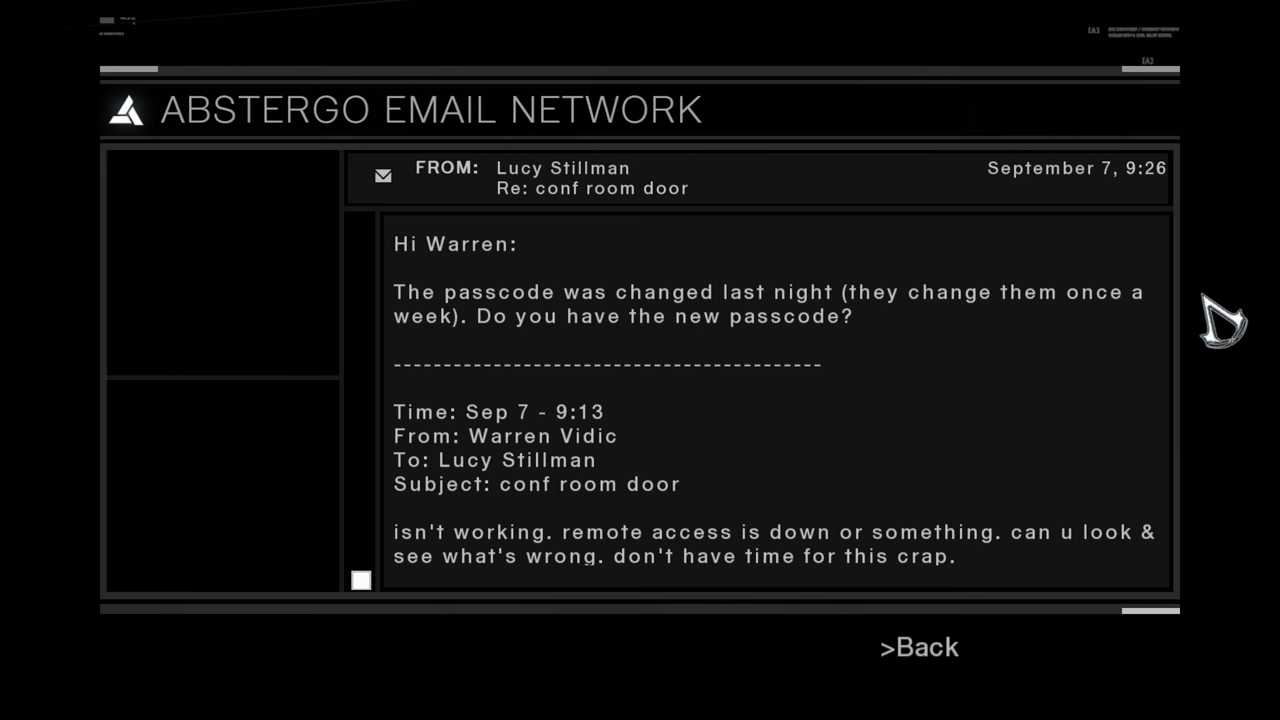 [A]
[A]
ABSTERGO EMAIL NETWORK
FROM: Lucy Stillman September 7, 9:26
Re: conf room door
Hi Warren:
The passcode was changed last night (they change them once a
week). Do you have the new passcode?
-------------------------------------------
Time: Sep 7 - 9:13
From: Warren Vidic
To: Lucy Stillman
Subject: conf room door
isn't working. remote access is down or something. can u look &
see what's wrong. don't have time for this crap.
>Back